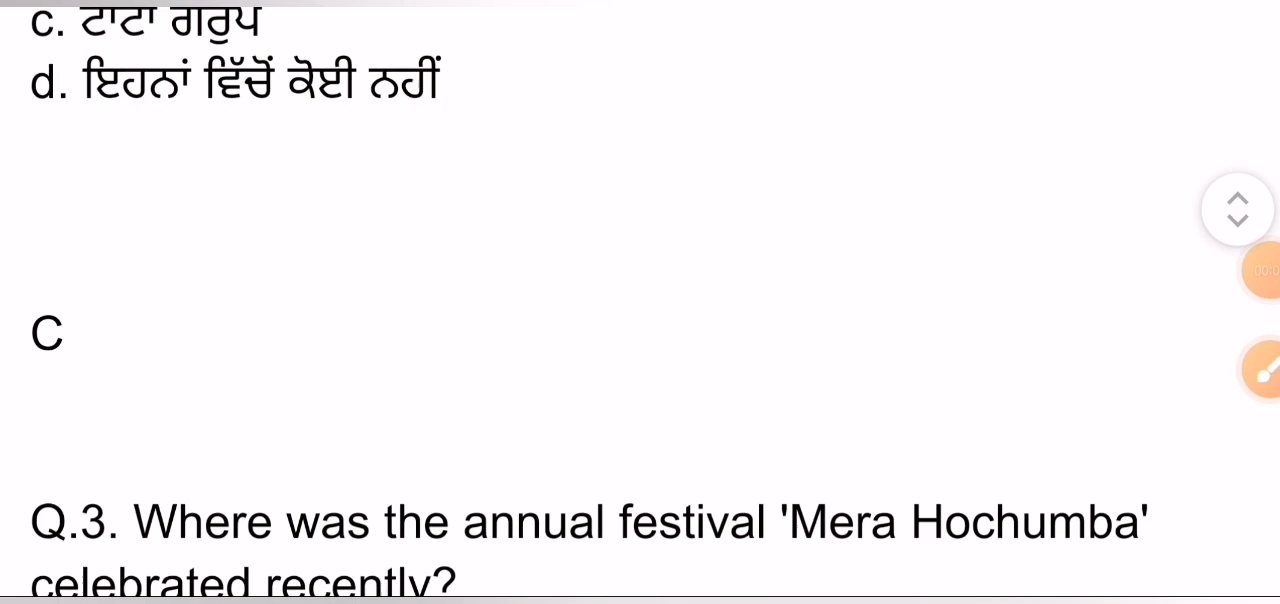 c. ਟਾਟਾ ਗਰੁੱਪ
d. ਇਹਨਾਂ ਵਿੱਚੋਂ ਕੋਈ ਨਹੀਂ
C
Q.3. Where was the annual festival 'Mera Hochumba'
celebrated recently?